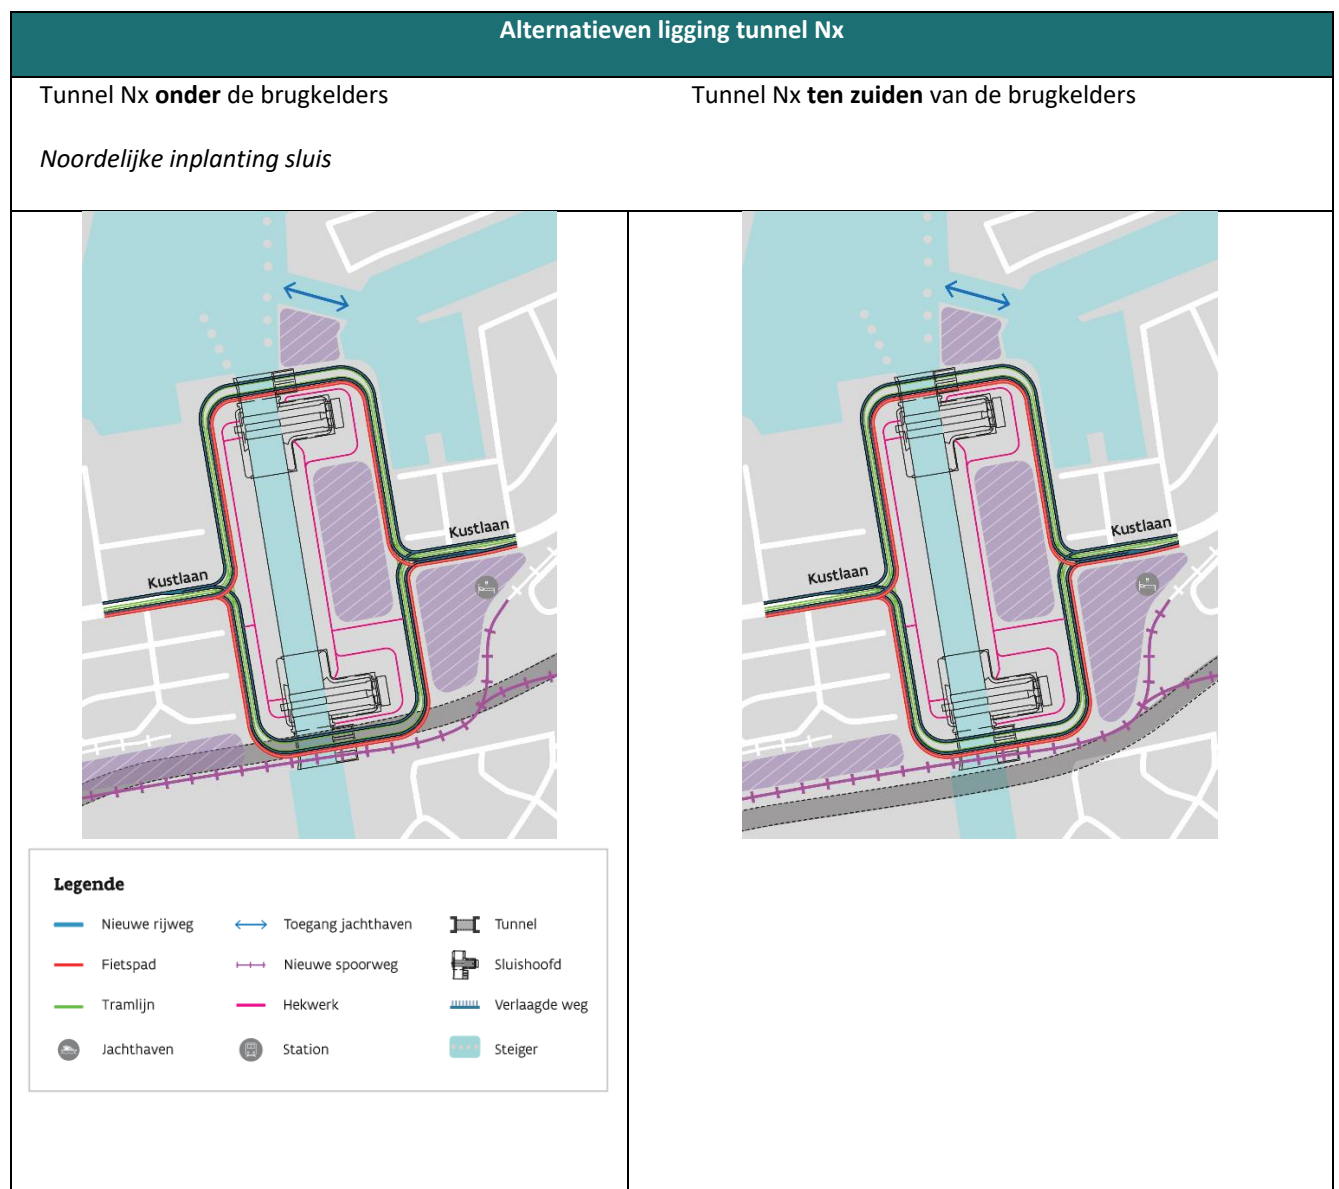 Alternatieven ligging tunnel Nx
Tunnel Nx onder de brugkelders
Tunnel Nx ten zuiden van de brugkelders
Noordelijke inplanting sluis
Kustlaan
Kustlaan
Kustlaan
Kustlaan
Legende
Nieuwe rijweg
Toegang jachthaven
Tunnel
Fietspad
Nieuwe spoorweg
Sluishoofd
Tramlijn
Hekwerk
Verlaagde weg
Jachthaven
Station
Steiger